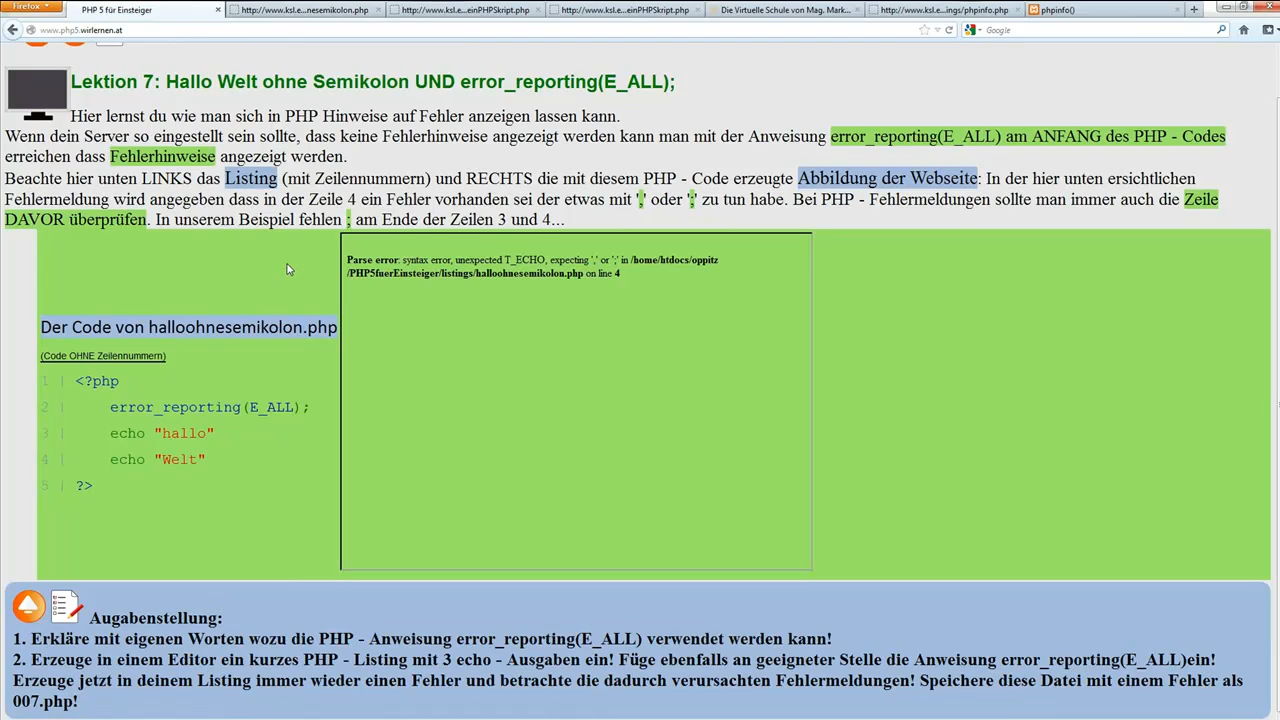 Firefox
PHP 5 für Einsteiger
http://www.ksl.e...nesemikolon.php
http://www.ksl.e...einPHPSkript.php
http://www.ksl.e...einPHPSkript.php
Die Virtuelle Schule von Mag. Mark...
http://www.ksl.e...ings/phpinfo.php
phpinfo()
www.php5.wirlernen.at
Google
Lektion 7: Hallo Welt ohne Semikolon UND error_reporting(E_ALL);
Hier lernst du wie man sich in PHP Hinweise auf Fehler anzeigen lassen kann.
Wenn dein Server so eingestellt sein sollte, dass keine Fehlerhinweise angezeigt werden kann man mit der Anweisung error_reporting(E_ALL) am ANFANG des PHP - Codes
erreichen dass Fehlerhinweise angezeigt werden.
Beachte hier unten LINKS das Listing (mit Zeilennummern) und RECHTS die mit diesem PHP - Code erzeugte Abbildung der Webseite: In der hier unten ersichtlichen
Fehlermeldung wird angegeben dass in der Zeile 4 ein Fehler vorhanden sei der etwas mit ',' oder ';' zu tun habe. Bei PHP - Fehlermeldungen sollte man immer auch die Zeile
DAVOR überprüfen. In unserem Beispiel fehlen ; am Ende der Zeilen 3 und 4...
Parse error: syntax error, unexpected T_ECHO, expecting ',' or ';' in /home/htdocs/oppitz
/PHP5fuerEinsteiger/listings/halloohnesemikolon.php on line 4
Der Code von halloohnesemikolon.php
(Code OHNE Zeilennummern)
1 | <?php
2 | error_reporting(E_ALL);
3 | echo "hallo"
4 | echo "Welt"
5 | ?>
Augabenstellung:
1. Erkläre mit eigenen Worten wozu die PHP - Anweisung error_reporting(E_ALL) verwendet werden kann!
2. Erzeuge in einem Editor ein kurzes PHP - Listing mit 3 echo - Ausgaben ein! Füge ebenfalls an geeigneter Stelle die Anweisung error_reporting(E_ALL)ein!
Erzeuge jetzt in deinem Listing immer wieder einen Fehler und betrachte die dadurch verursachten Fehlermeldungen! Speichere diese Datei mit einem Fehler als
007.php!